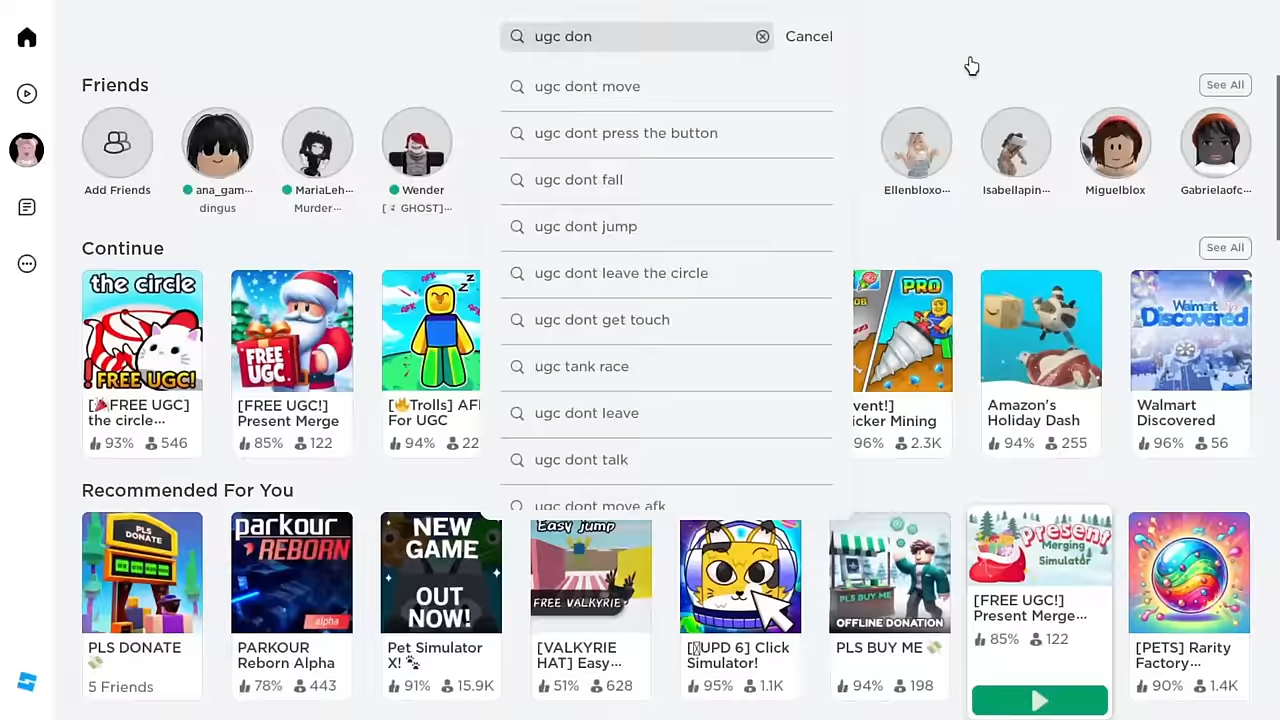 ugc don
Cancel
ugc dont move
ugc dont press the button
ugc dont fall
ugc dont jump
ugc dont leave the circle
ugc dont get touch
ugc tank race
ugc dont leave
ugc dont talk
ugc dont move afk
Friends
See All
Add Friends
ana_gam...
dingus
MariaLeh...
Murder...
Wender
GHOST]...
Ellenbloxo...
Isabellapin...
Miguelblox
Gabrielaofc...
Continue
See All
the circle
! FREE UGC!
[🎉FREE UGC]
the circle...
93% 546
FREE
UGC
[FREE UGC!]
Present Merge
85% 122
AFK
AFK
z
z
[🔥Trolls] AF
For UGC
94% 22
OB
PRO
vent!]
icker Mining
96% 2.3K
Amazon's
Holiday Dash
94% 255
Walmart
Discovered
Walmart
Discovered
96% 56
Recommended For You
PLS
DONATE
PLS DONATE
💸
5 Friends
parkour
REBORN
alpha
PARKOUR
Reborn Alpha
78% 443
NEW
GAME
OUT
NOW!
Pet Simulator
X! 🐾
91% 15.9K
Easy jump
FREE VALKYRIE
[VALKYRIE
HAT] Easy...
51% 628
UPD 6] Click
Simulator!
95% 1.1K
PLS BUY ME
OFFLINE DONATION
PLS BUY ME 💸
94% 198
Present
Merging
Simulator
[FREE UGC!]
Present Merge...
85% 122
[PETS] Rarity
Factory...
90% 1.4K